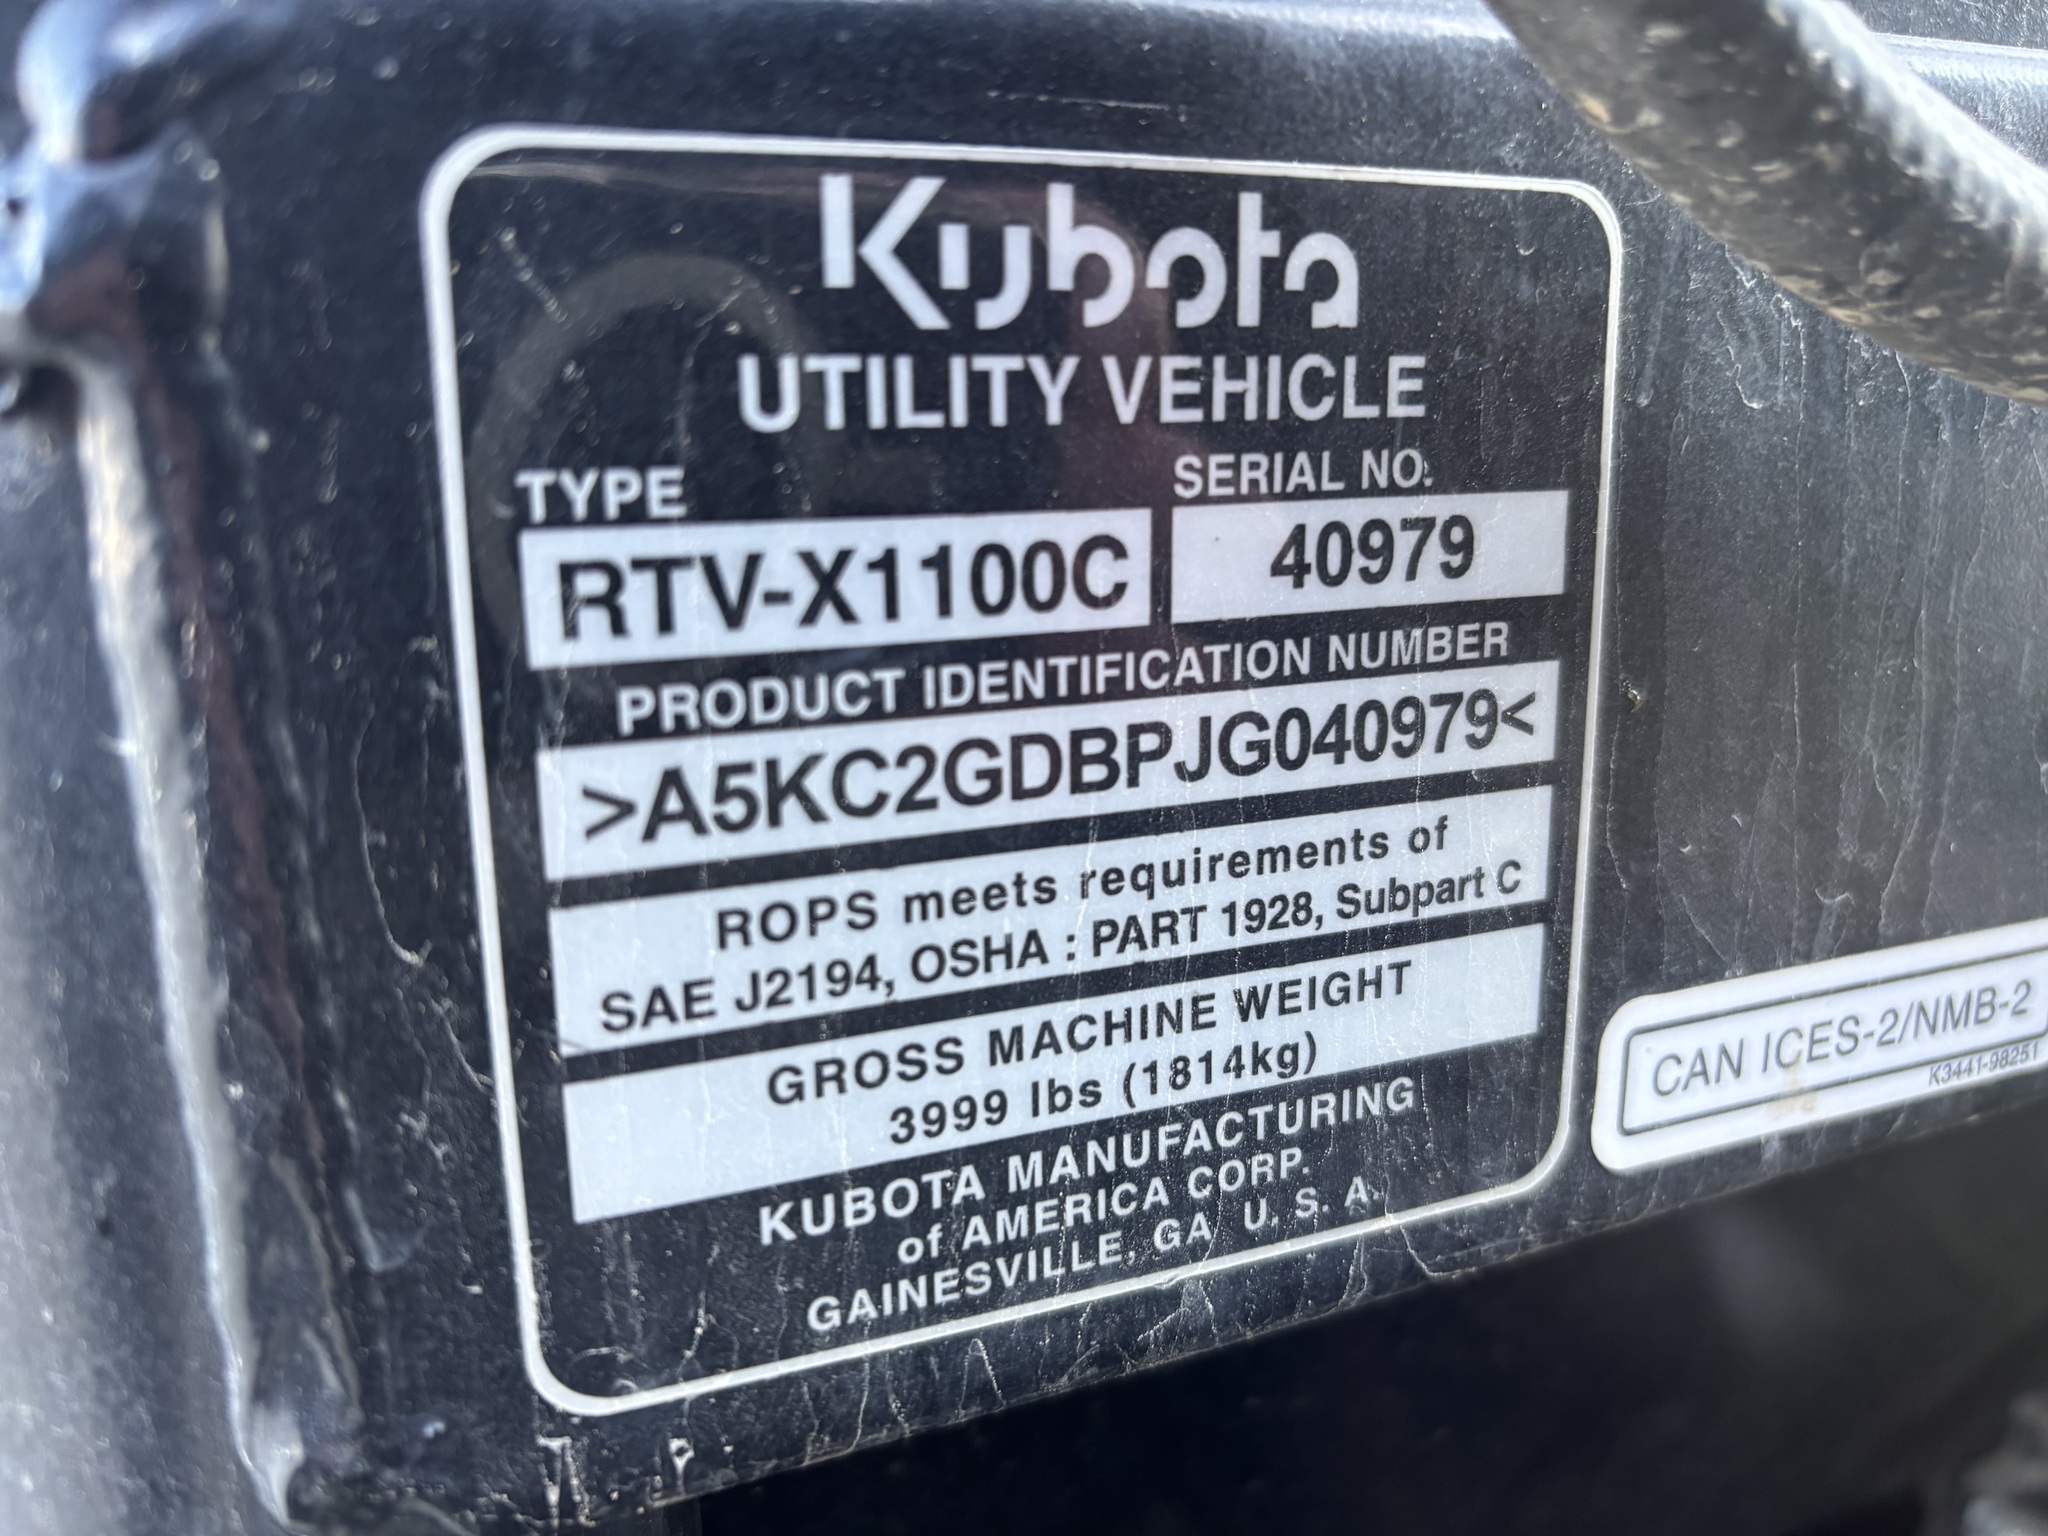 Kubota
UTILITY VEHICLE
TYPE
SERIAL NO.
RTV-X1100C
40979
PRODUCT IDENTIFICATION NUMBER
>A5KC2GDBPJG040979<
ROPS meets requirements of
SAE J2194, OSHA : PART 1928, Subpart C
GROSS MACHINE WEIGHT
3999 lbs (1814kg)
KUBOTA MANUFACTURING
of AMERICA CORP.
GAINESVILLE, GA U. S. A.
CAN ICES-2/NMB-2
K3441-98251